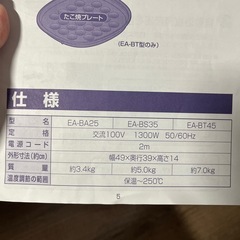 たこ焼プレート
(EA-BT型のみ)
仕様
型名 EA-BA25 EA-BS35 EA-BT45
定格 交流100V 1300W 50/60Hz
電源コード 2m
外形寸法(約cm) 幅49×奥行39×高さ14
質量 約3.4kg 約5.0kg 約7.0kg
温度調節の範囲 保温~250℃
5